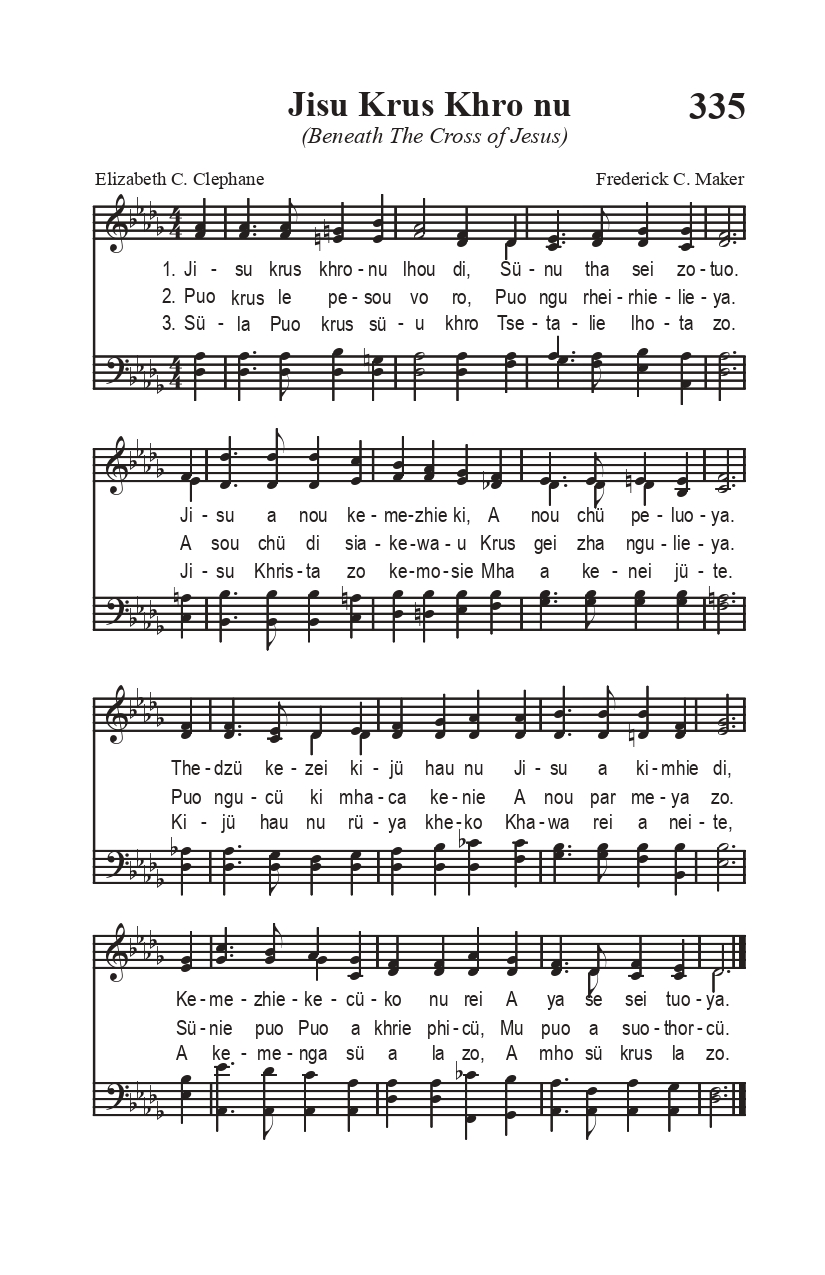 Jisu Krus Khro nu 335
(Beneath The Cross of Jesus)
Elizabeth C. Clephane Frederick C. Maker
1. Ji - su krus khro - nu lhou di, Sü - nu tha sei zo - tuo.
2. Puo krus le pe - sou vo ro, Puo ngu rhei - rhie - lie - ya.
3. Sü - la Puo krus sü - u khro Tse - ta - lie lho - ta zo.
Ji - su a nou ke - me - zhie ki, A nou chü pe - luo - ya.
A sou chü di sia - ke - wa - u Krus gei zha ngu - lie - ya.
Ji - su Khris - ta zo ke - mo - sie Mha a ke - nei jü - te.
The - dzü ke - zei ki - jü hau nu Ji - su a ki - mhie di,
Puo ngu - cü ki mha - ca ke - nie A nou par me - ya zo.
Ki - jü hau nu rü - ya khe - ko Kha - wa rei a nei - te,
Ke - me - zhie - ke - cü - ko nu rei A ya se sei tuo - ya.
Sü - nie puo Puo a khrie phi - cü, Mu puo a suo - thor - cü.
A ke - me - nga sü a la zo, A mho sü krus la zo.